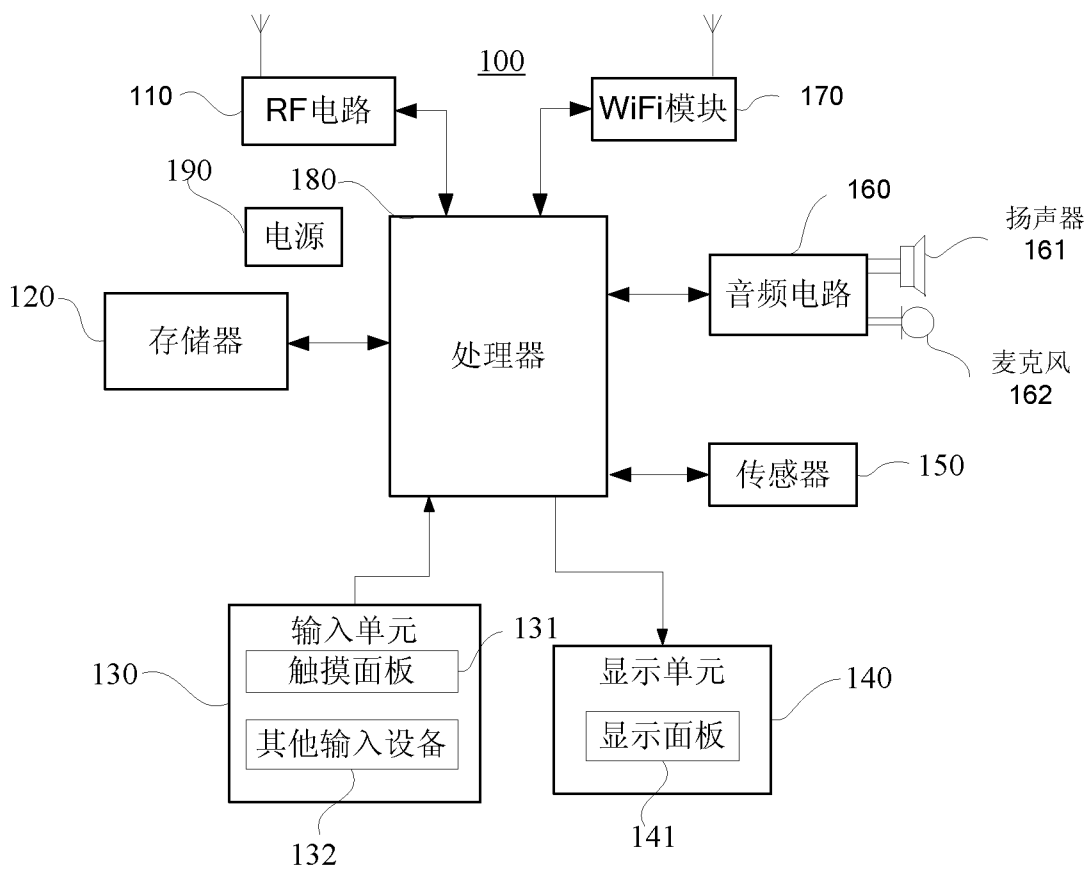 100
110
RF电路
WiFi模块
170
190
电源
180
160
扬声器
161
音频电路
120
存储器
处理器
麦克风
162
传感器
150
输入单元
131
130
触摸面板
其他输入设备
132
显示单元
140
显示面板
141